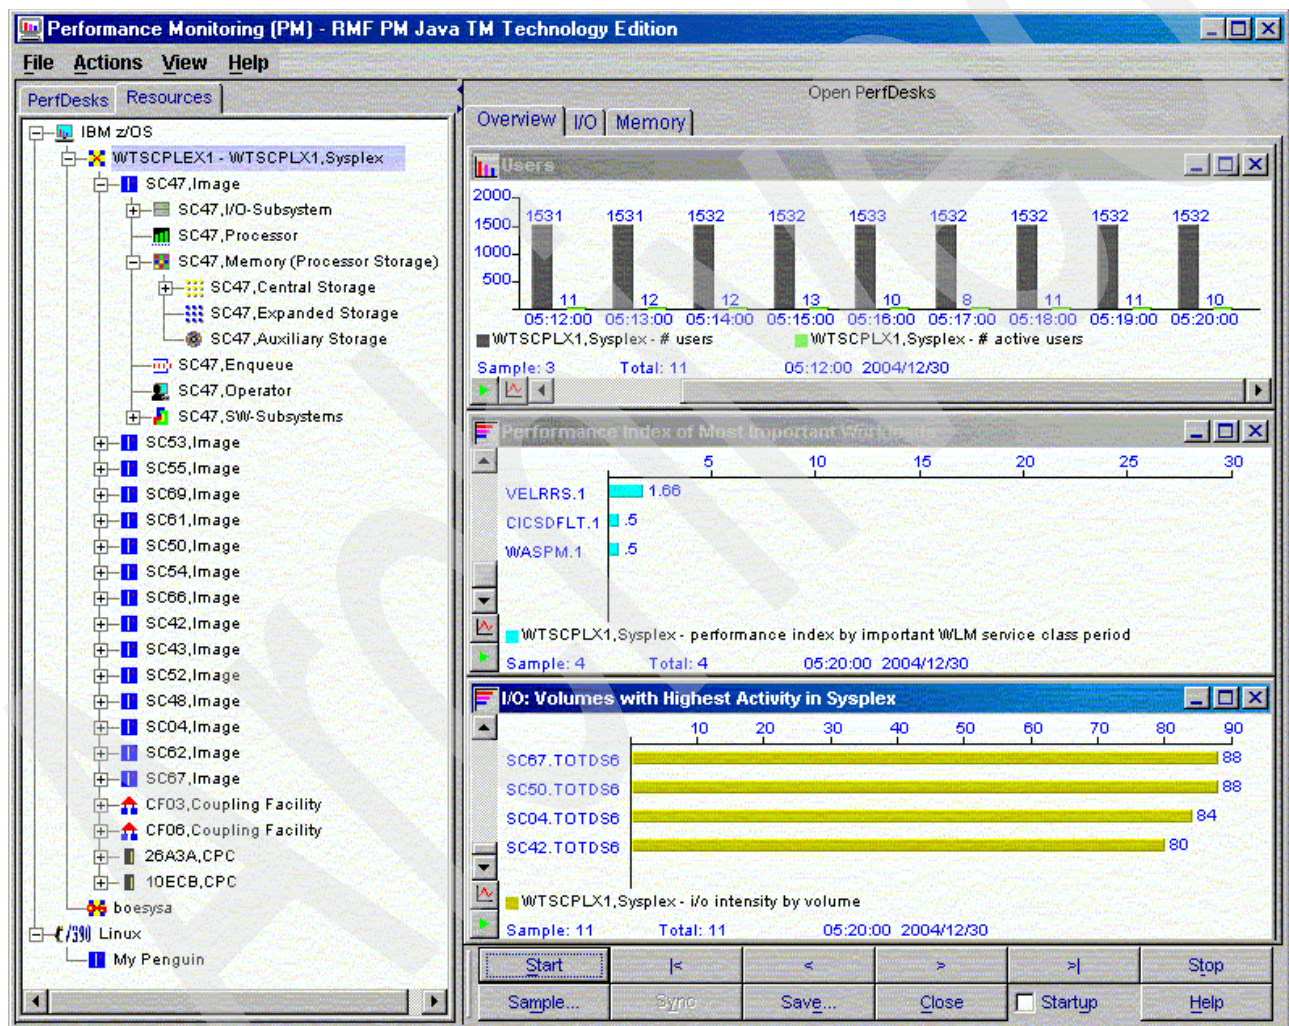 Performance Monitoring (PM) - RMF PM Java TM Technology Edition
File Actions View Help
PerfDesks Resources
IBM z/OS
WTSCPLEX1 - WTSCPLX1,Sysplex
SC47,Image
SC47,I/O-Subsystem
SC47,Processor
SC47,Memory (Processor Storage)
SC47,Central Storage
SC47,Expanded Storage
SC47,Auxiliary Storage
SC47,Enqueue
SC47,Operator
SC47,SW-Subsystems
SC53,Image
SC55,Image
SC69,Image
SC61,Image
SC50,Image
SC54,Image
SC66,Image
SC42,Image
SC43,Image
SC52,Image
SC48,Image
SC04,Image
SC62,Image
SC67,Image
CF03,Coupling Facility
CF06,Coupling Facility
26A3A,CPC
10ECB,CPC
boesysa
/390 Linux
My Penguin
Open PerfDesks
Overview I/O Memory
Users
2000
1531 1531 1532 1532 1533 1532 1532 1532 1532
1500
1000
500
11 12 12 13 10 8 11 11 10
05:12:00 05:13:00 05:14:00 05:15:00 05:16:00 05:17:00 05:18:00 05:19:00 05:20:00
WTSCPLX1,Sysplex - # users WTSCPLX1,Sysplex - # active users
Sample: 3 Total: 11 05:12:00 2004/12/30
Performance Index of Most Important
5 10 15 20 25 30
VELRRS.1 1.66
CICSDFLT.1 .5
WASPM.1 .5
WTSCPLX1,Sysplex - performance index by important WLM service class period
Sample: 4 Total: 4 05:20:00 2004/12/30
I/O: Volumes with Highest Activity in Sysplex
10 20 30 40 50 60 70 80 90
SC67.TOTDS6 88
SC50.TOTDS6 88
SC04.TOTDS6 84
SC42.TOTDS6 80
WTSCPLX1,Sysplex - i/o intensity by volume
Sample: 11 Total: 11 05:20:00 2004/12/30
Start |< < > >| Stop
Sample... Sync Save... Close Startup Help